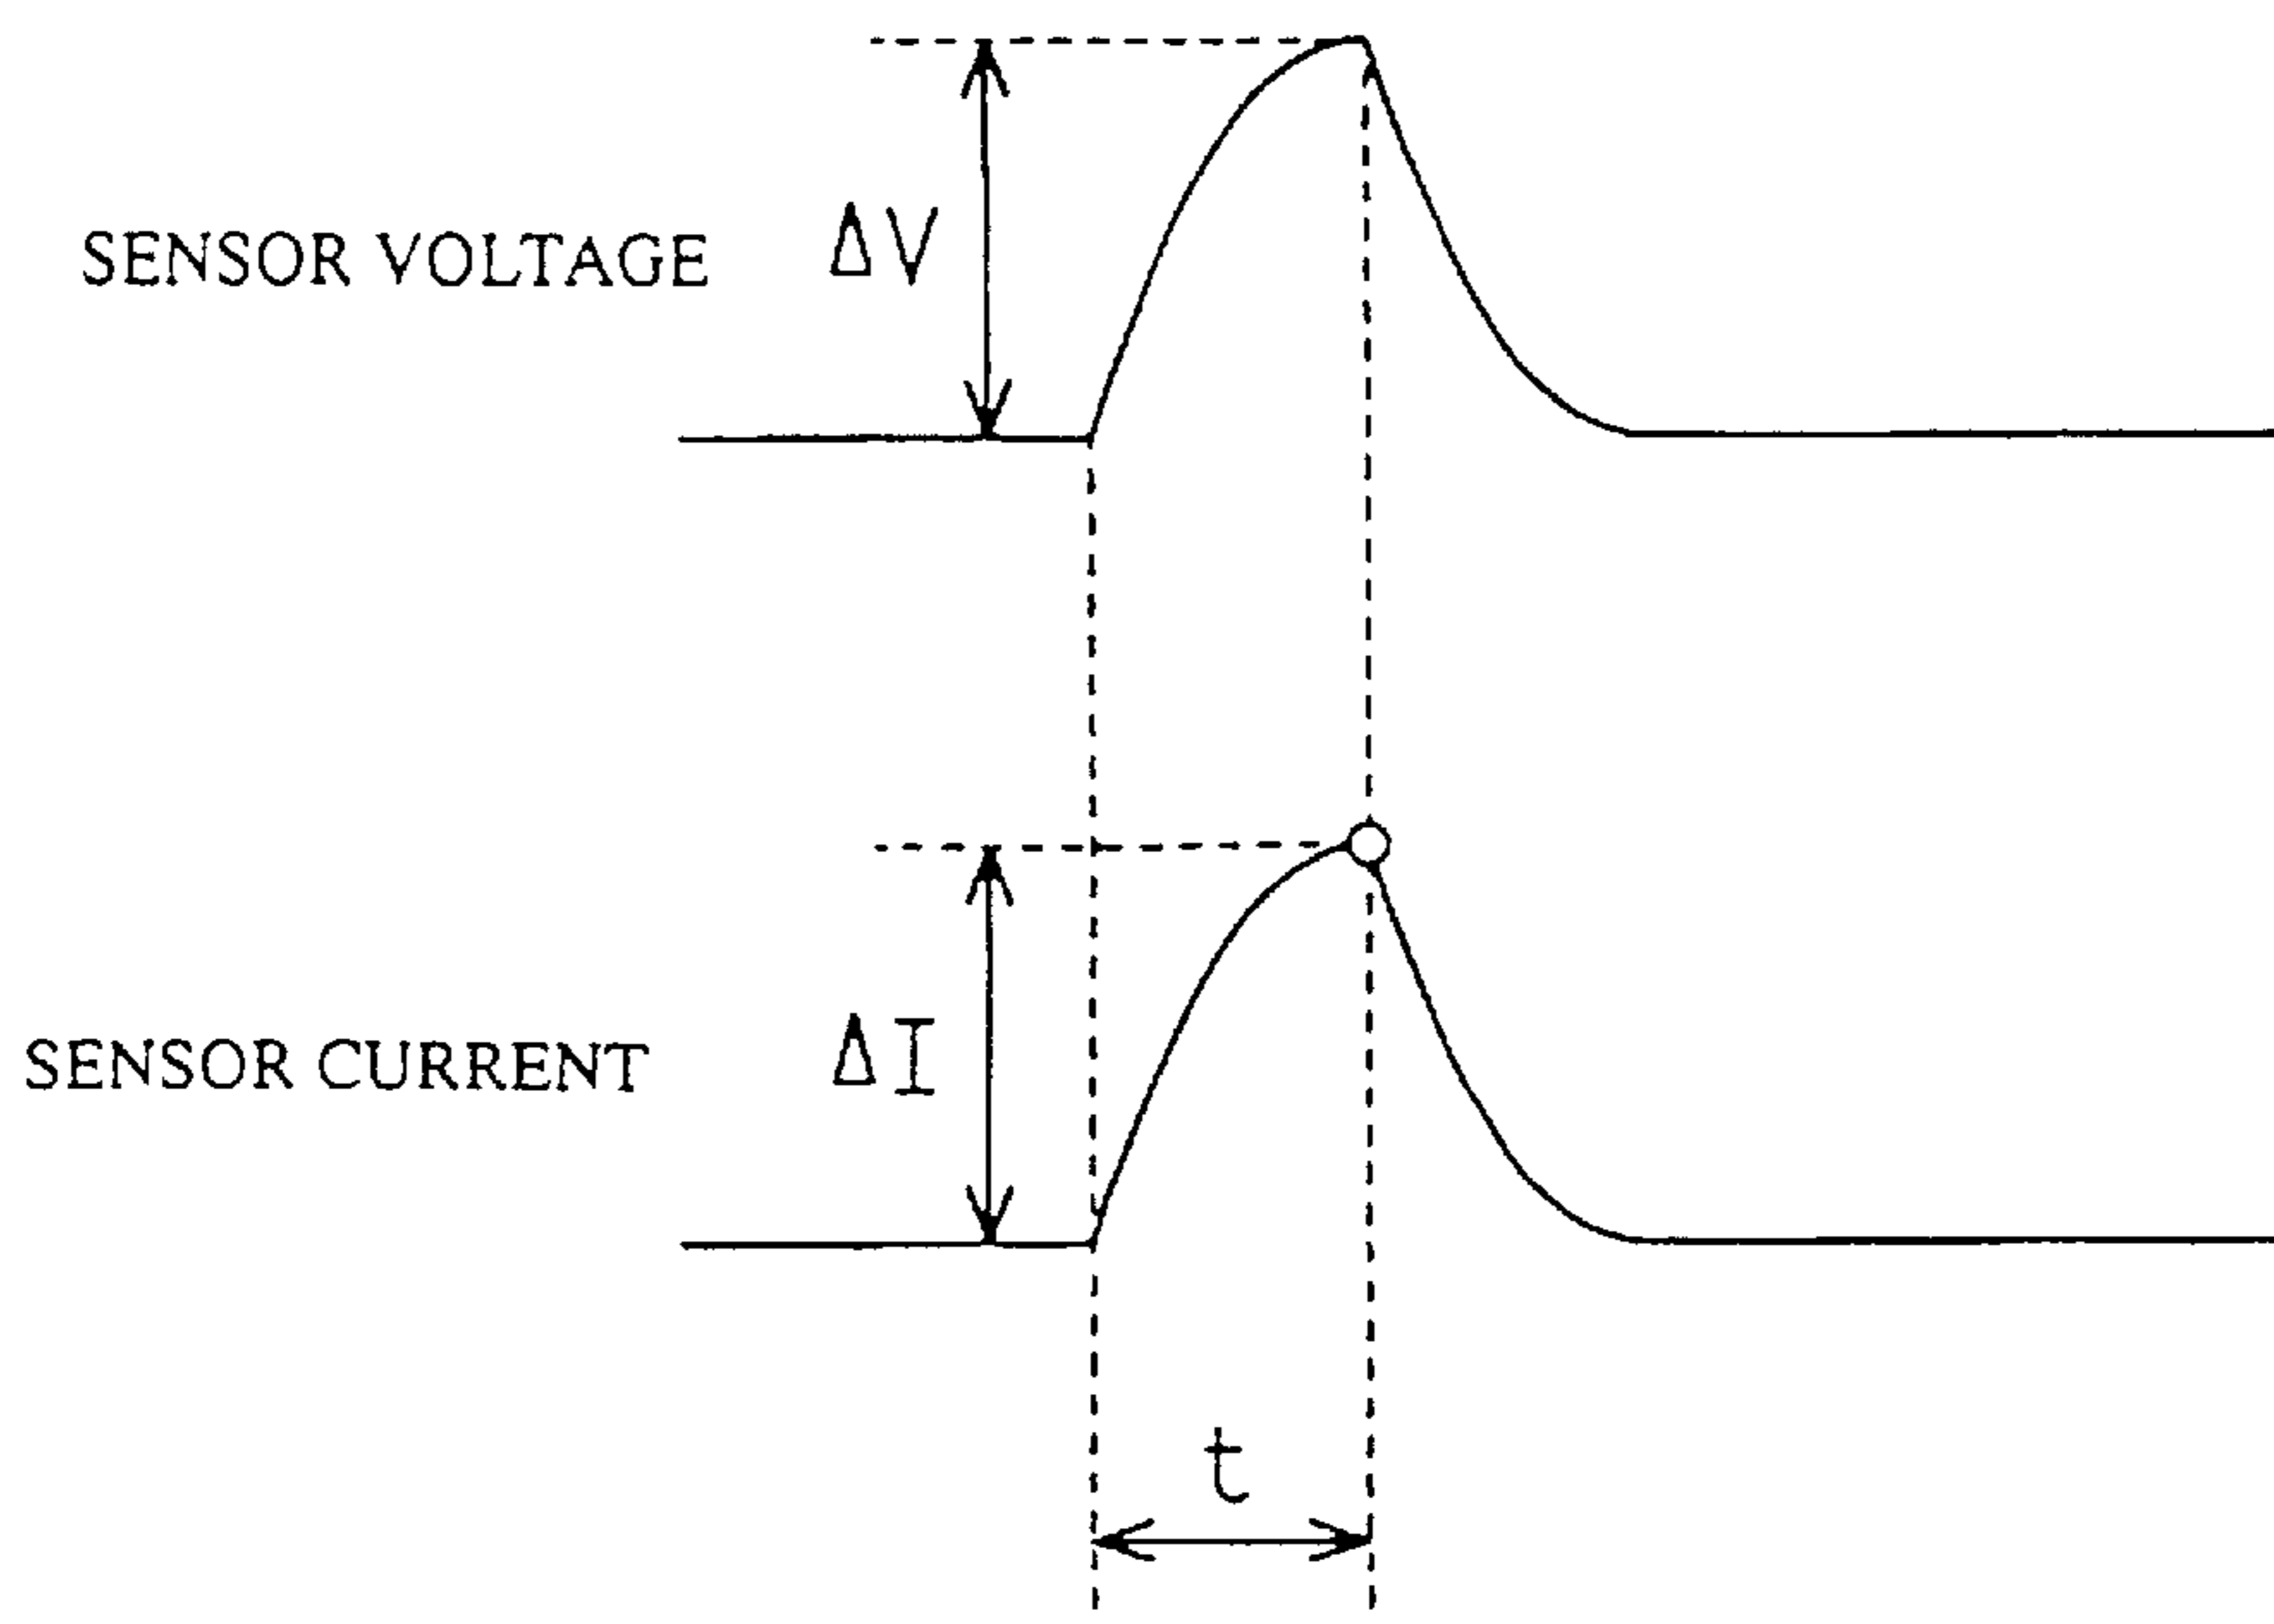 SENSOR VOLTAGE ΔV
SENSOR CURRENT ΔI
t